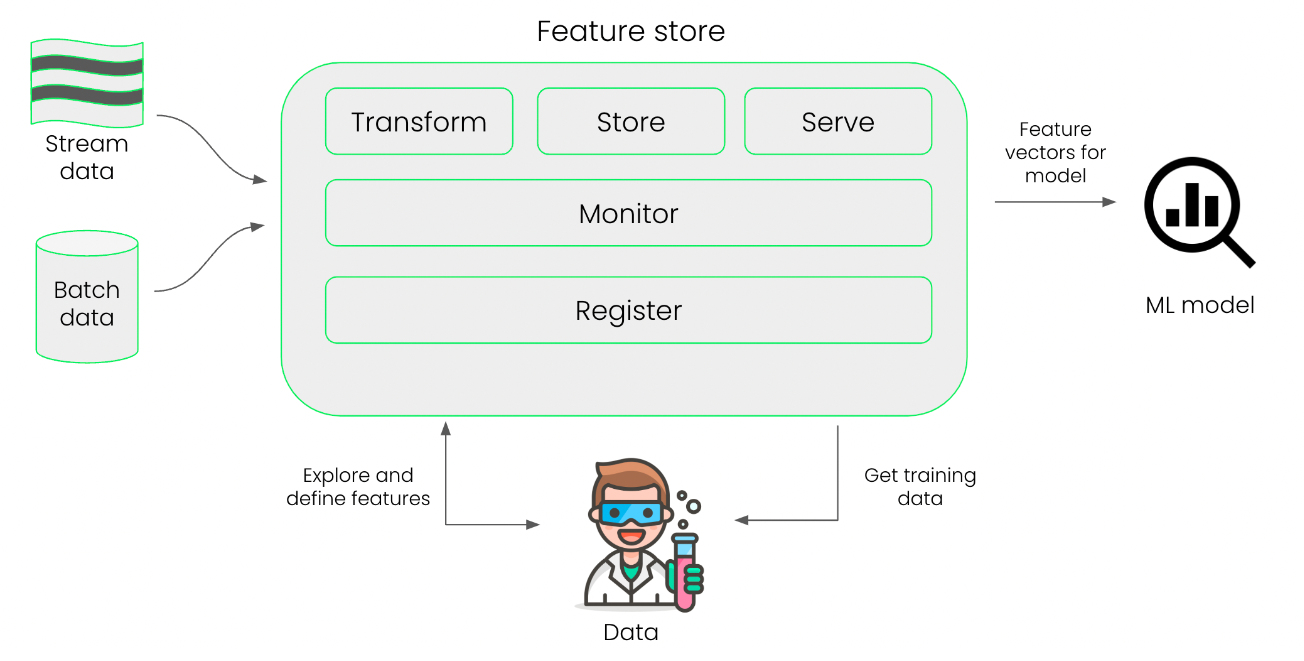 Feature store
Stream
data
Batch
data
Transform
Store
Serve
Monitor
Register
Feature
vectors for
model
ML model
Explore and
define features
Get training
data
Data